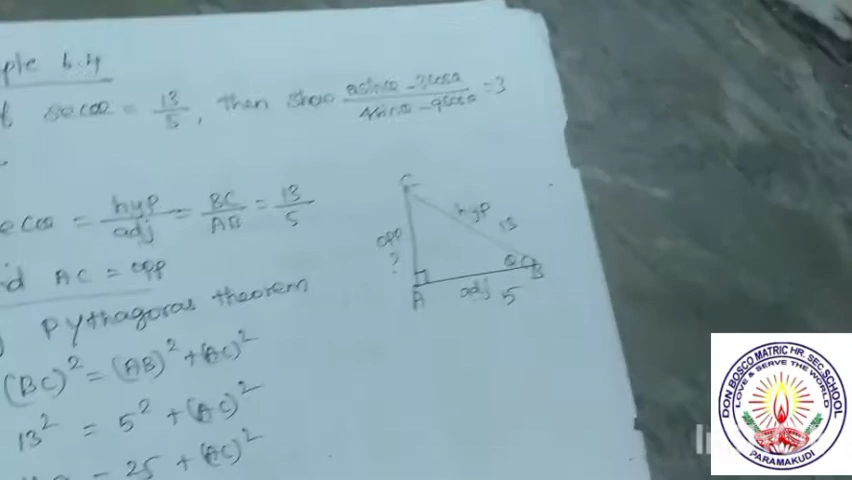 ple 6.4
secθ = 13/5, then show 2sinθ - 3cosθ / 4sinθ - 9cosθ = 3
secθ = hyp/adj = BC/AB = 13/5
AC = opp
Pythagoras theorem
(BC)² = (AB)² + (AC)²
13² = 5² + (AC)²
= 25 + (AC)²
C
hyp
13
opp
?
θ
B
A
adj
5
DON BOSCO MATRIC HR. SEC SCHOOL
LOVE & SERVE THE WORLD
PARAMAKUDI